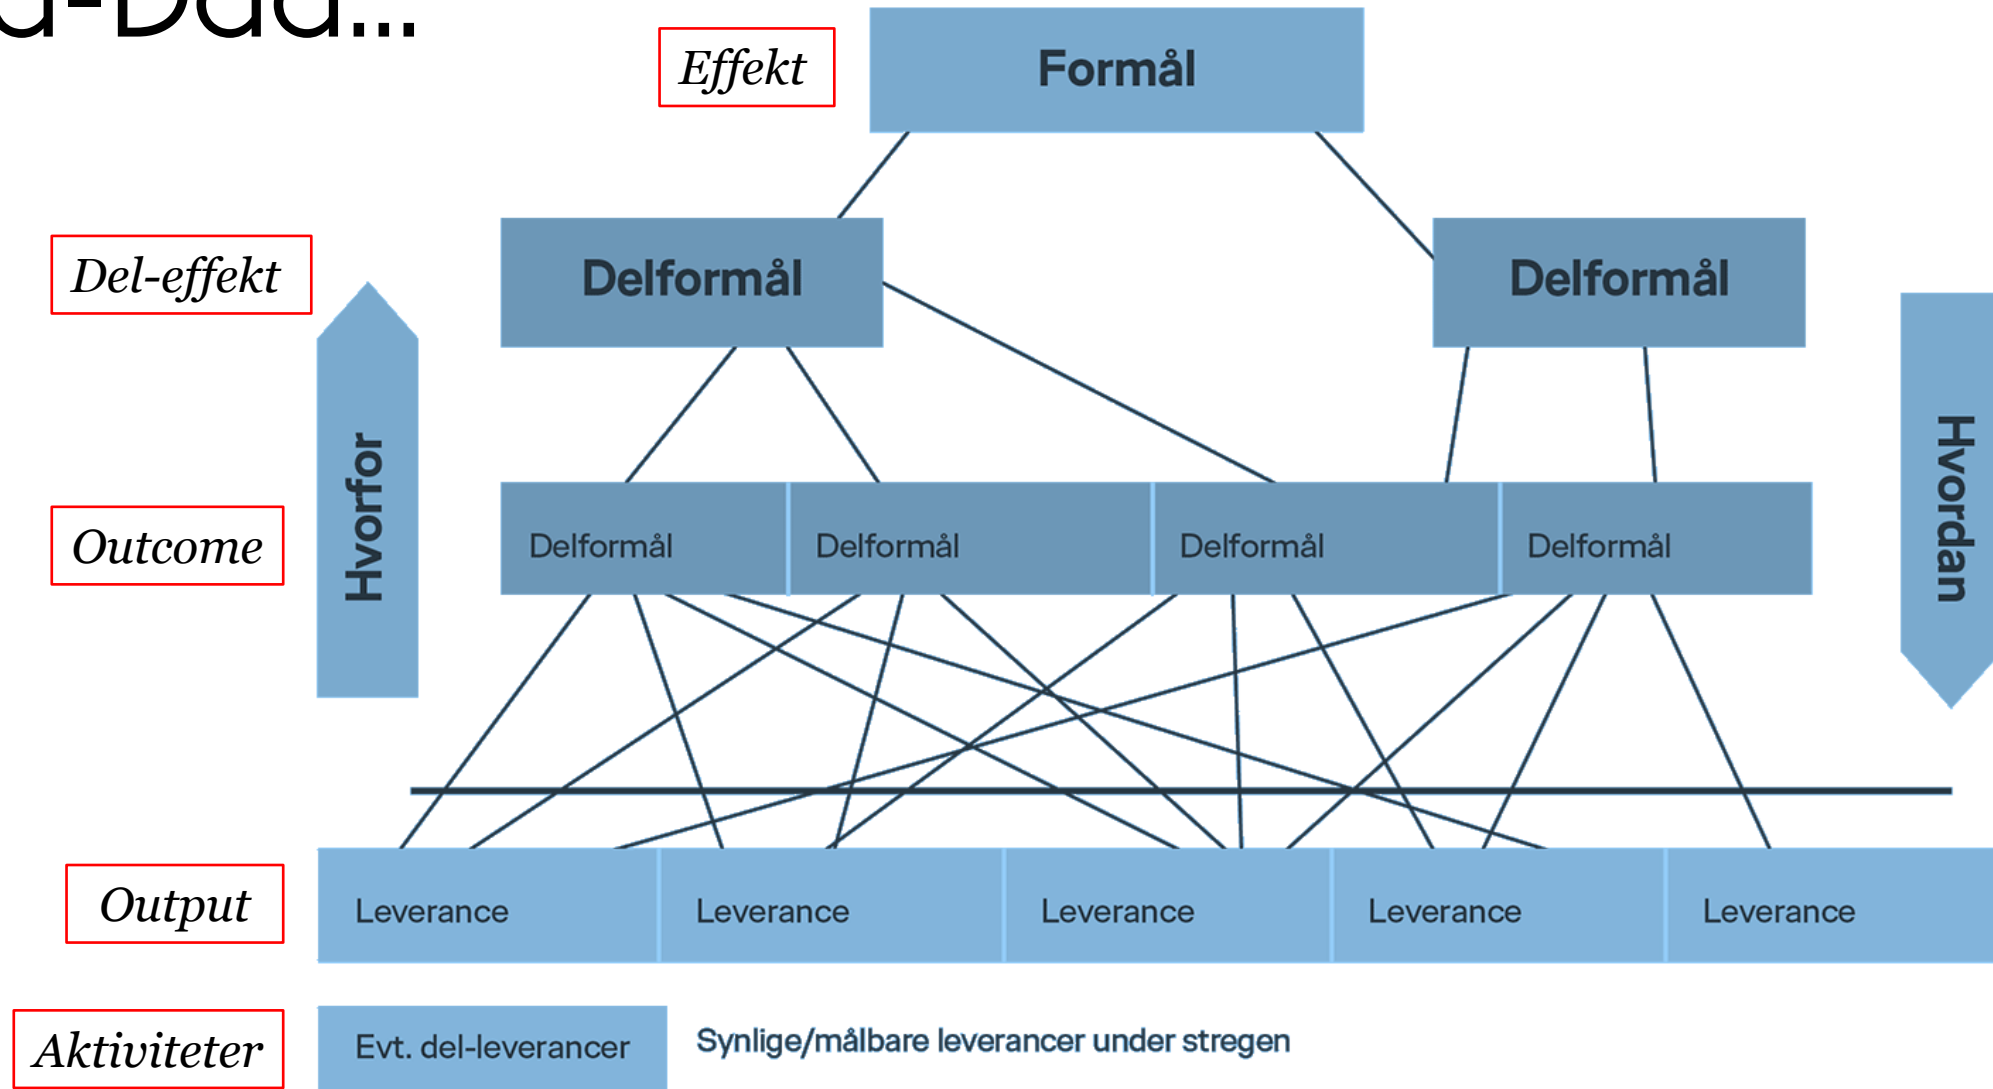 Effekt
Formål
Del-effekt
Delformål
Delformål
Hvorfor
Hvordan
Outcome
Delformål
Delformål
Delformål
Delformål
Output
Leverance
Leverance
Leverance
Leverance
Leverance
Aktiviteter
Evt. del-leverancer
Synlige/målbare leverancer under stregen